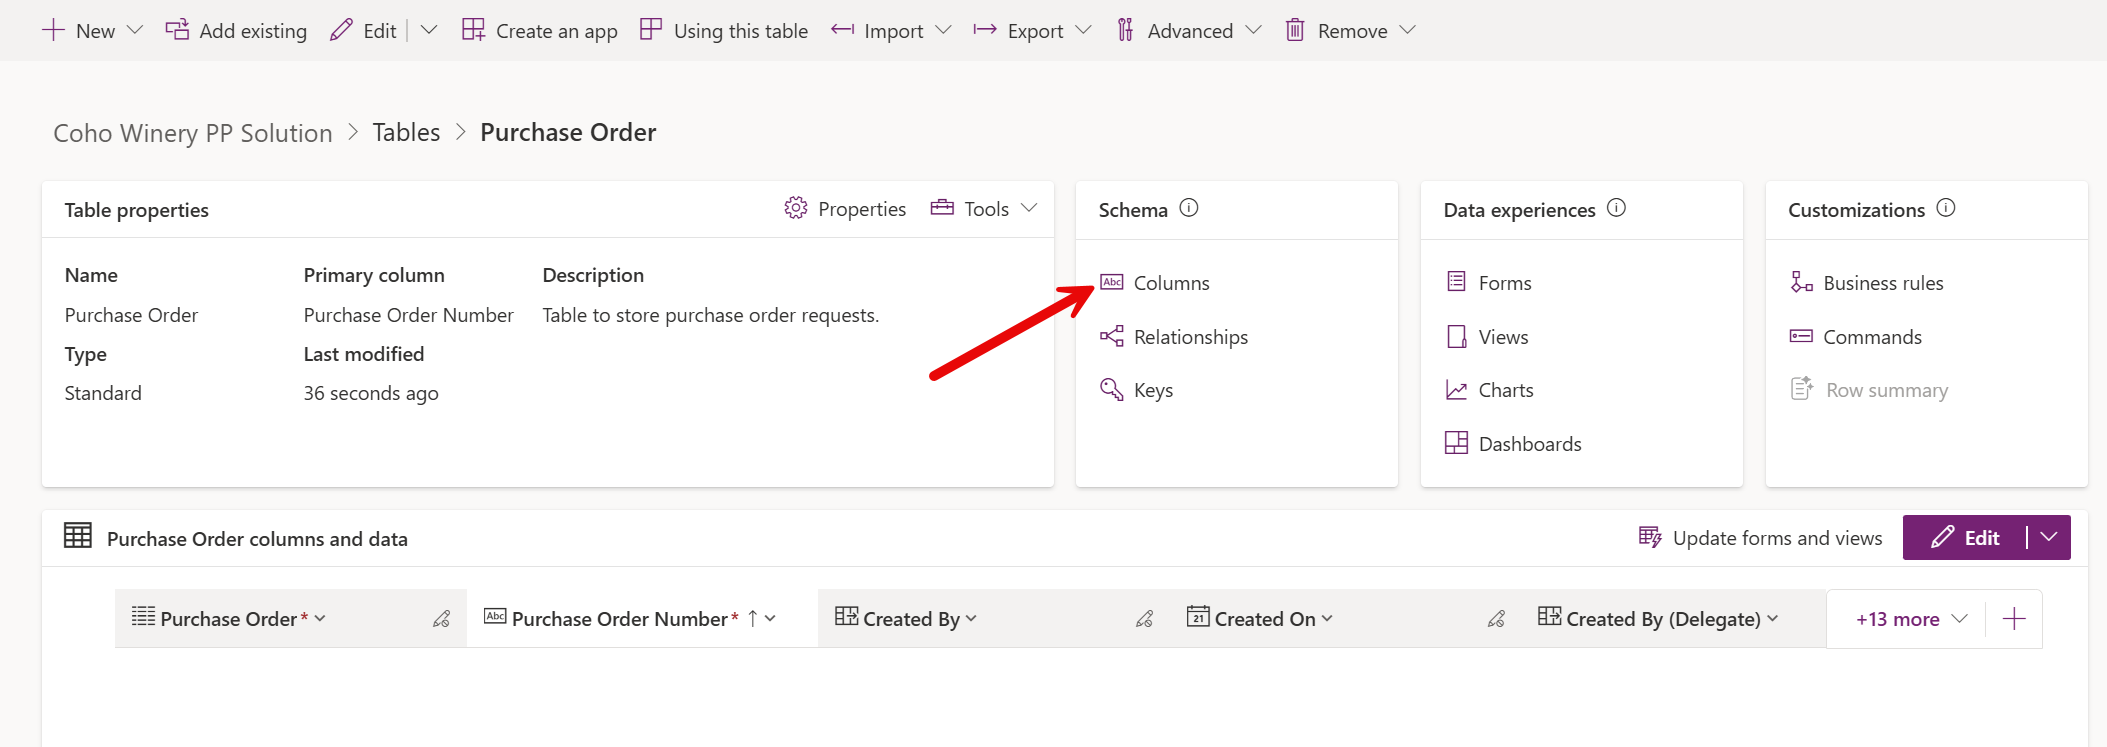 New Add existing Edit Create an app Using this table Import Export Advanced Remove
Coho Winery PP Solution > Tables > Purchase Order
Table properties Properties Tools
Name Primary column Description
Purchase Order Purchase Order Number Table to store purchase order requests.
Type Last modified
Standard 36 seconds ago
Schema
Abc Columns
Relationships
Keys
Data experiences
Forms
Views
Charts
Dashboards
Customizations
Business rules
Commands
Row summary
Purchase Order columns and data Update forms and views Edit
Purchase Order* Abc Purchase Order Number* ↑ Created By 21 Created On Created By (Delegate) +13 more